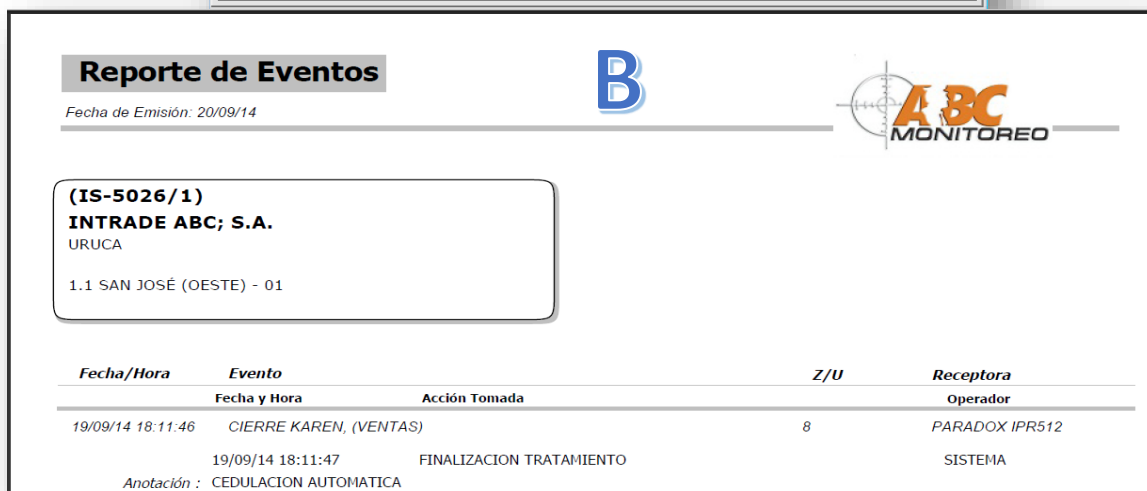 Reporte de Eventos
B
Fecha de Emisión: 20/09/14
ABC
MONITOREO
(IS-5026/1)
INTRADE ABC; S.A.
URUCA
1.1 SAN JOSÉ (OESTE) - 01
Fecha/Hora Evento Z/U Receptora
Fecha y Hora Acción Tomada Operador
19/09/14 18:11:46 CIERRE KAREN, (VENTAS) 8 PARADOX IPR512
19/09/14 18:11:47 FINALIZACION TRATAMIENTO SISTEMA
Anotación : CEDULACION AUTOMATICA